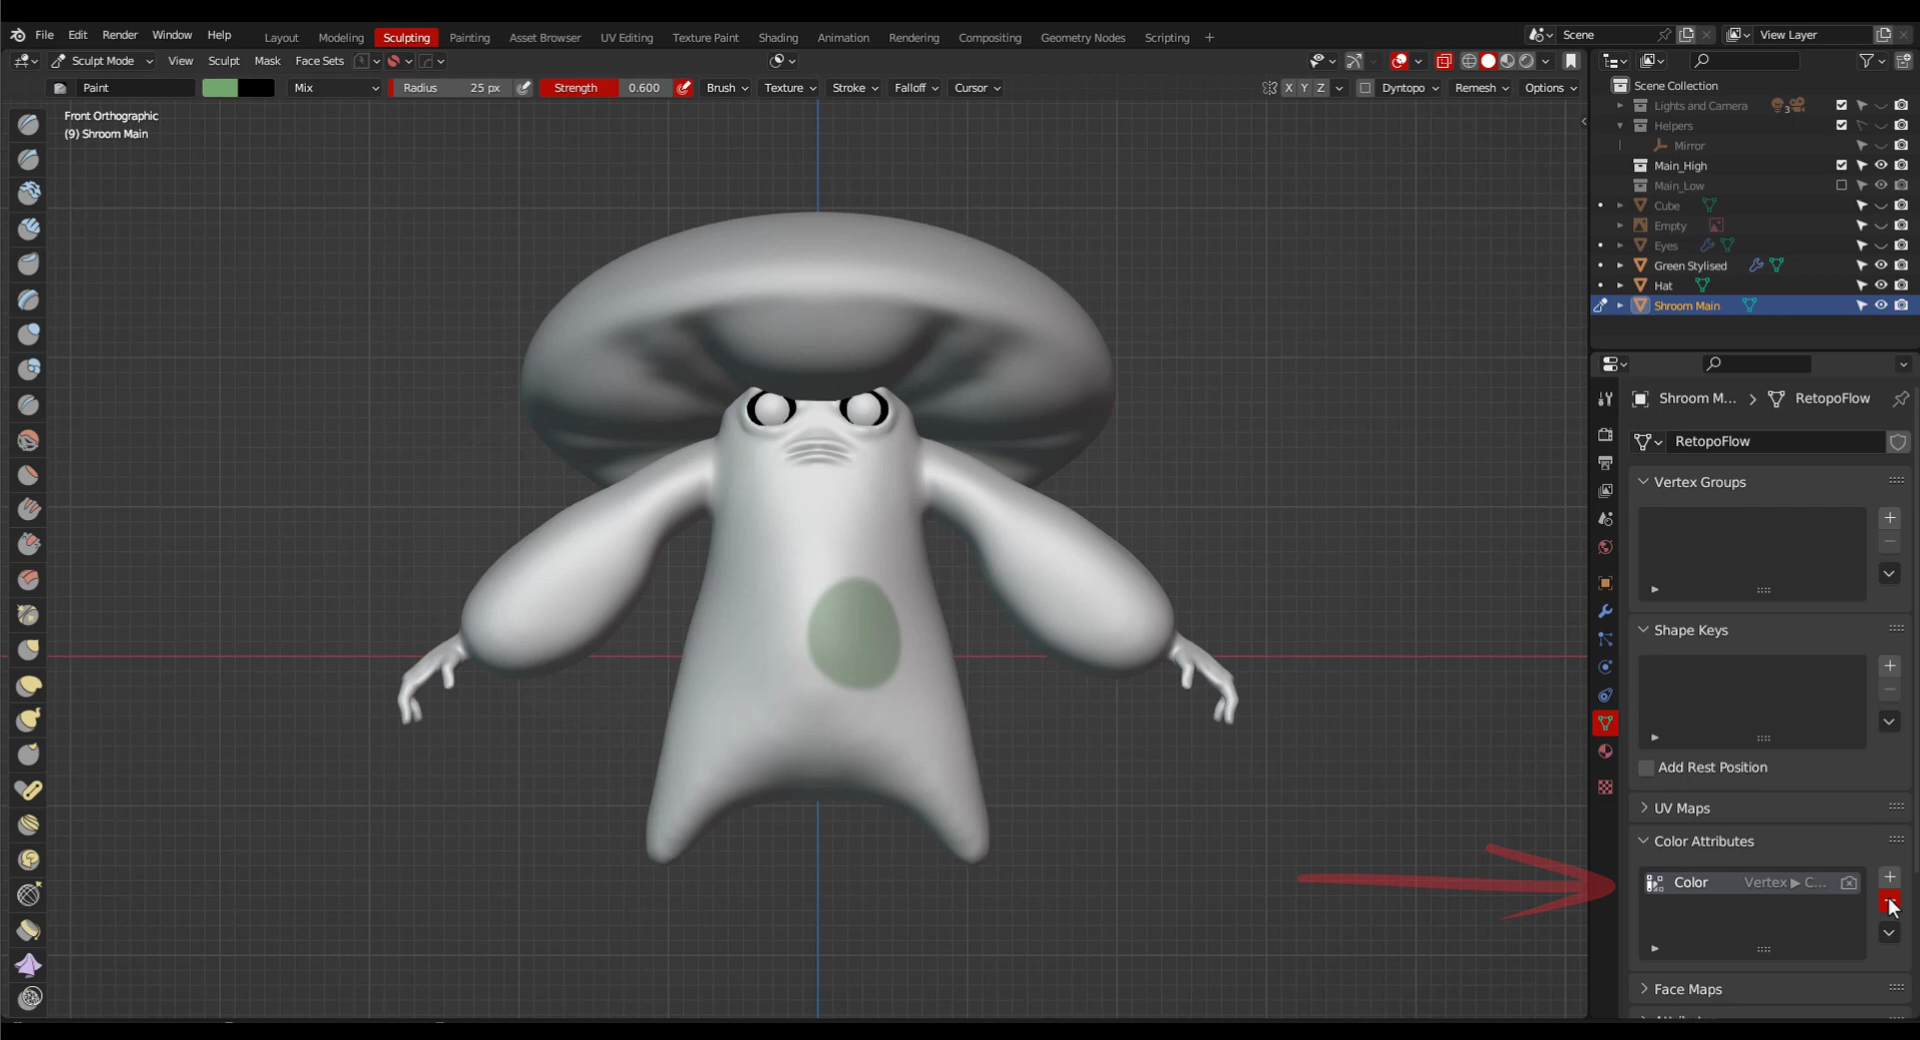 File Edit Render Window Help Layout Modeling Sculpting Painting Asset Browser UV Editing Texture Paint Shading Animation Rendering Compositing Geometry Nodes Scripting + Scene View Layer
Sculpt Mode View Sculpt Mask Face Sets
Paint Mix Radius 25 px Strength 0.600 Brush Texture Stroke Falloff Cursor X Y Z Dyntopo Remesh Options
Front Orthographic
(9) Shroom Main
Scene Collection
Lights and Camera 3
Helpers
Mirror
Main_High
Main_Low
Cube
Empty
Eyes
Green Stylised
Hat
Shroom Main
Shroom M... > RetopoFlow
RetopoFlow
Vertex Groups
Shape Keys
Add Rest Position
UV Maps
Color Attributes
Color Vertex ▶ C...
Face Maps